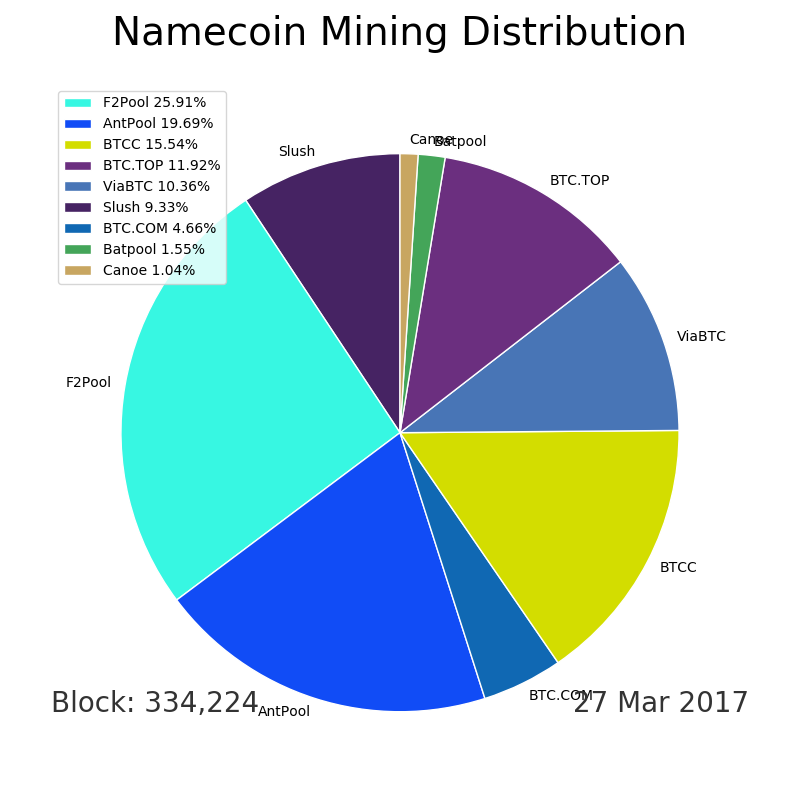 Namecoin Mining Distribution
F2Pool 25.91%
AntPool 19.69%
BTCC 15.54%
BTC.TOP 11.92%
ViaBTC 10.36%
Slush 9.33%
BTC.COM 4.66%
Batpool 1.55%
Canoe 1.04%
Canoe
Batpool
Slush
BTC.TOP
ViaBTC
F2Pool
BTCC
BTC.COM
AntPool
Block: 334,224
27 Mar 2017